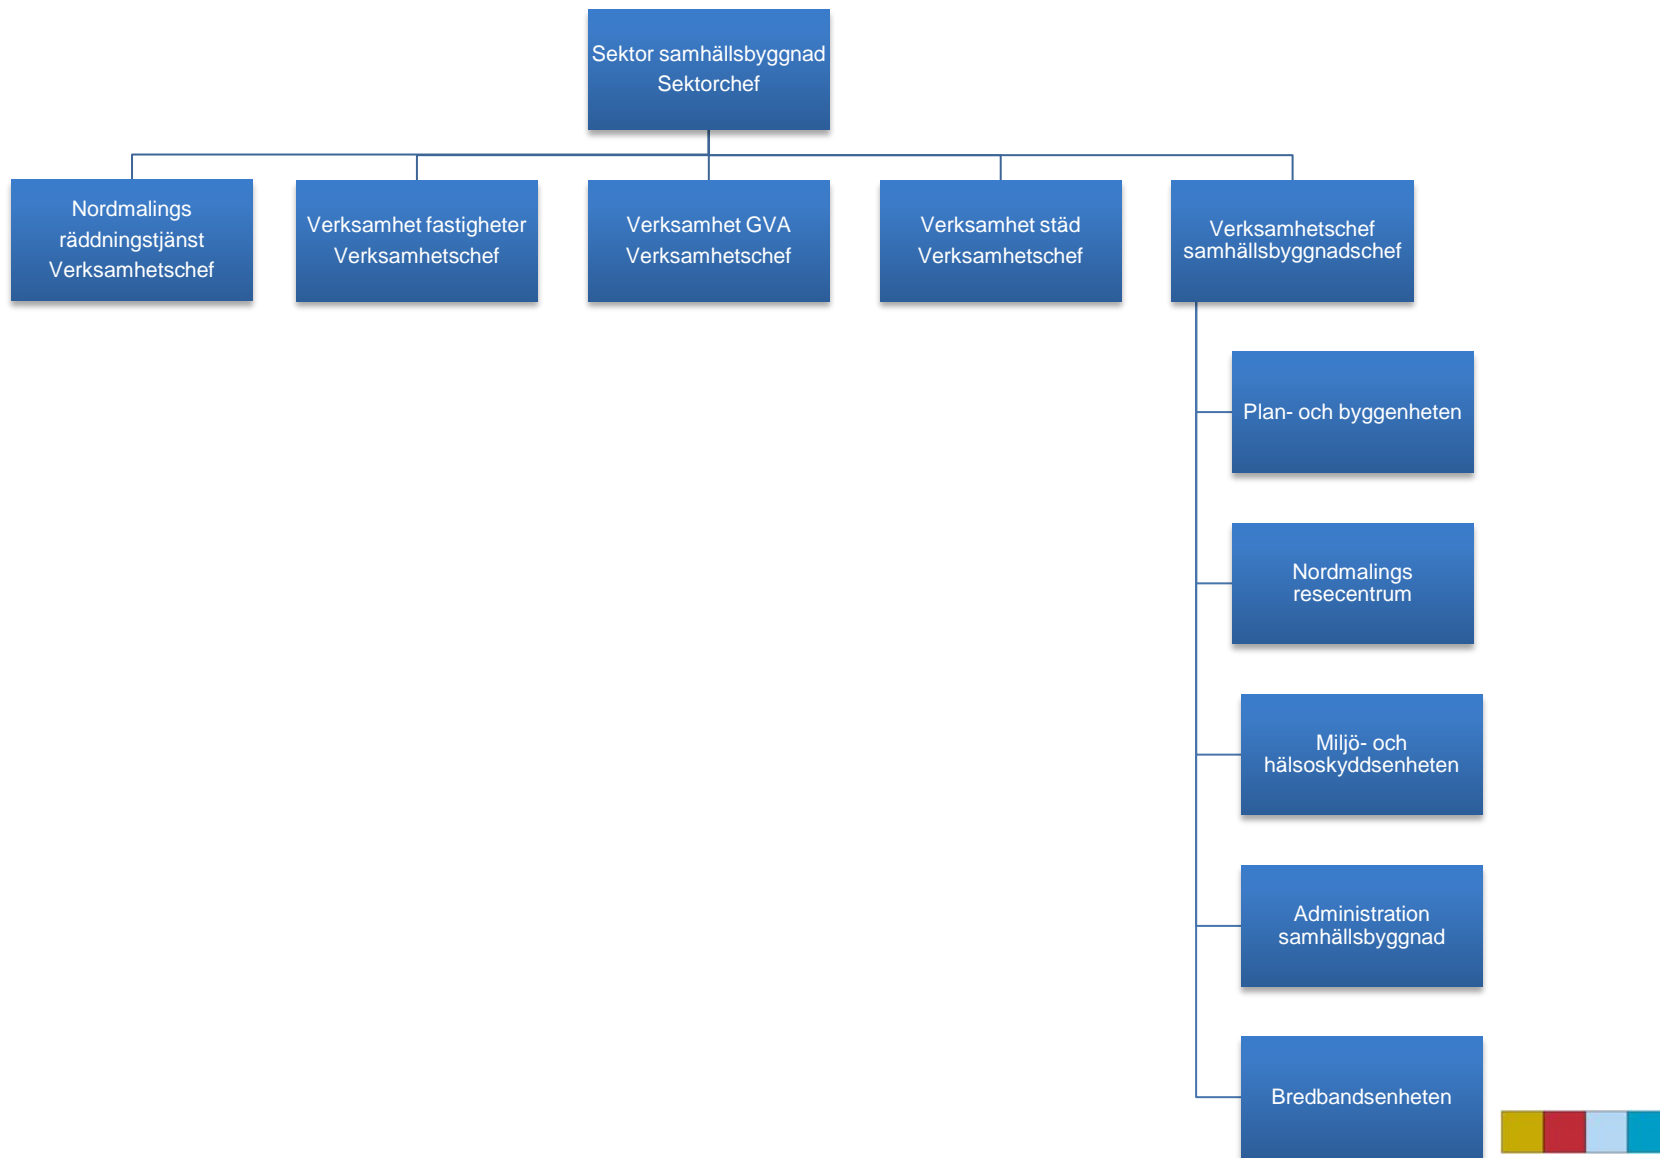 Sektor samhällsbyggnad
Sektorchef
Nordmalings
räddningstjänst
Verksamhetschef
Verksamhet fastigheter
Verksamhetschef
Verksamhet GVA
Verksamhetschef
Verksamhet städ
Verksamhetschef
Verksamhetschef
samhällsbyggnadschef
Plan- och byggenheten
Nordmalings
resecentrum
Miljö- och
hälsoskyddsenheten
Administration
samhällsbyggnad
Bredbandsenheten